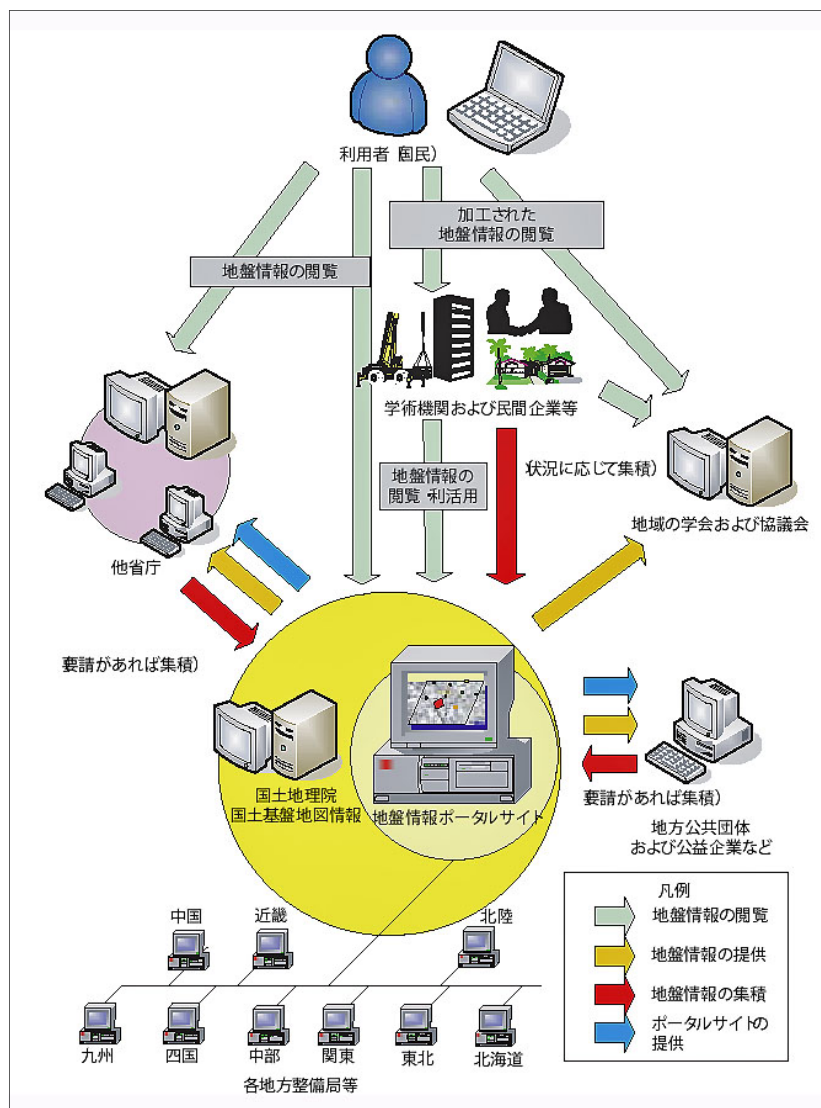 利用者（国民）
加工された
地盤情報の閲覧
地盤情報の閲覧
学術機関および民間企業等
地盤情報の
閲覧・利活用
（状況に応じて集積）
地域の学会および協議会
他省庁
（要請があれば集積）
国土地理院
国土基盤地図情報
地盤情報ポータルサイト
（要請があれば集積）
地方公共団体
および公益企業など
中国
近畿
北陸
九州
四国
中部
関東
東北
北海道
各地方整備局等
凡例
地盤情報の閲覧
地盤情報の提供
地盤情報の集積
ポータルサイトの
提供